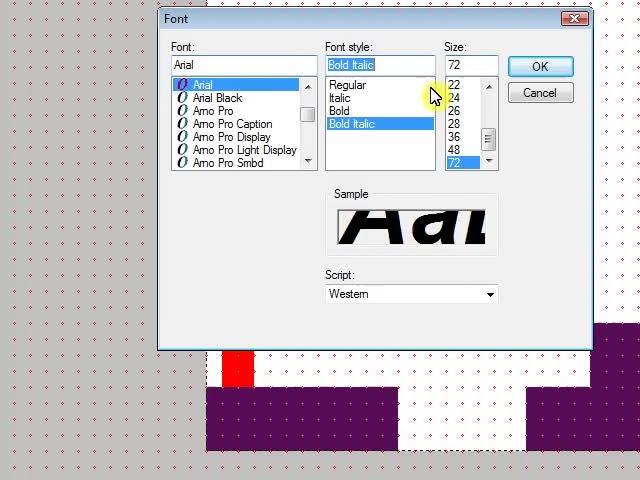 Font
Font:
Font style:
Size:
Arial
Bold Italic
72
OK
Cancel
Arial
Arial Black
Arno Pro
Arno Pro Caption
Arno Pro Display
Arno Pro Light Display
Arno Pro Smbd
Regular
Italic
Bold
Bold Italic
22
24
26
28
36
48
72
Sample
Script:
Western